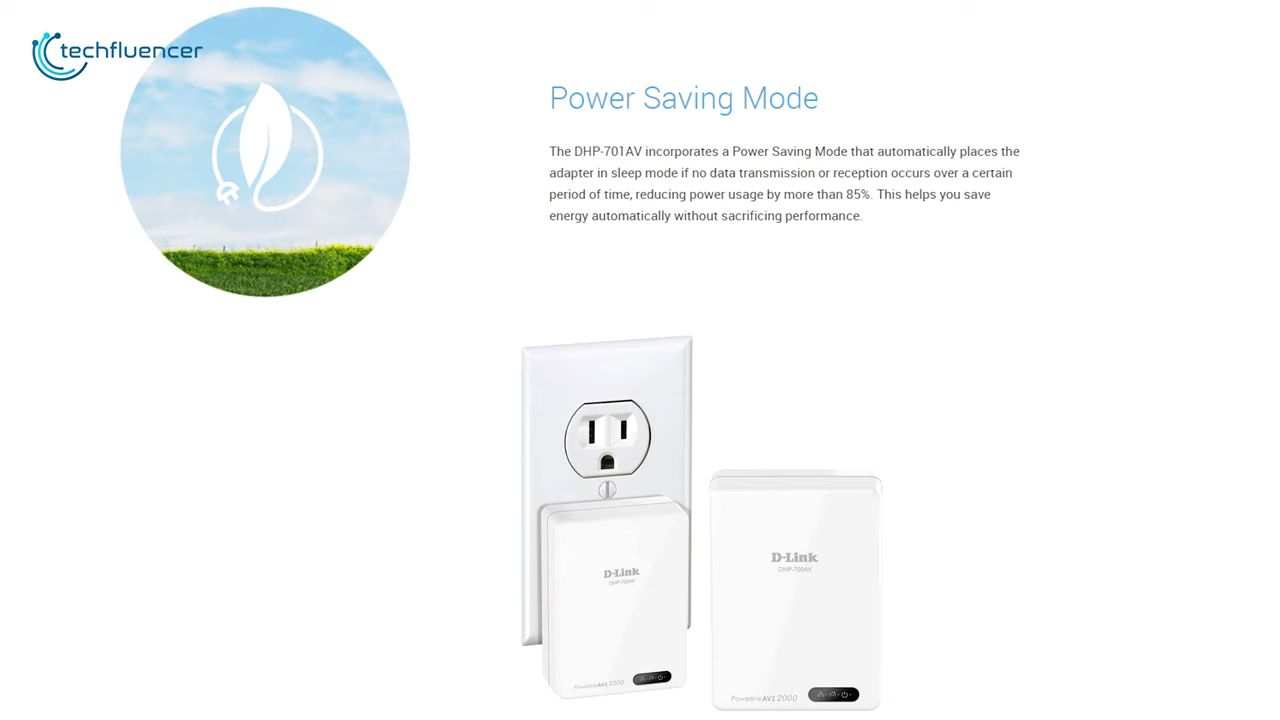 techfluencer
Power Saving Mode
The DHP-701AV incorporates a Power Saving Mode that automatically places the
adapter in sleep mode if no data transmission or reception occurs over a certain
period of time, reducing power usage by more than 85%. This helps you save
energy automatically without sacrificing performance.
D-Link
DHP-700AV
D-Link
DHP-700AV
PowerlineAV2 2000
Powerline AV2 2000